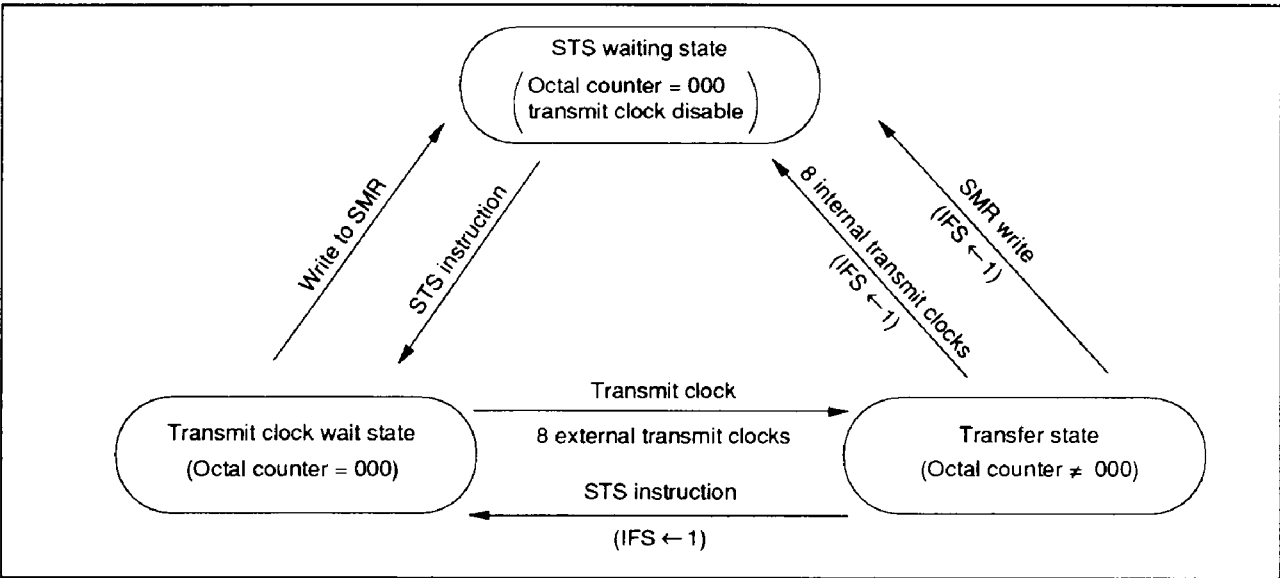 STS waiting state
Octal counter = 000
transmit clock disable
Write to SMR
STS instruction
8 internal transmit clocks
(IFS ← 1)
SMR write
(IFS ← 1)
Transmit clock
8 external transmit clocks
STS instruction
(IFS ← 1)
Transmit clock wait state
(Octal counter = 000)
Transfer state
(Octal counter ≠ 000)